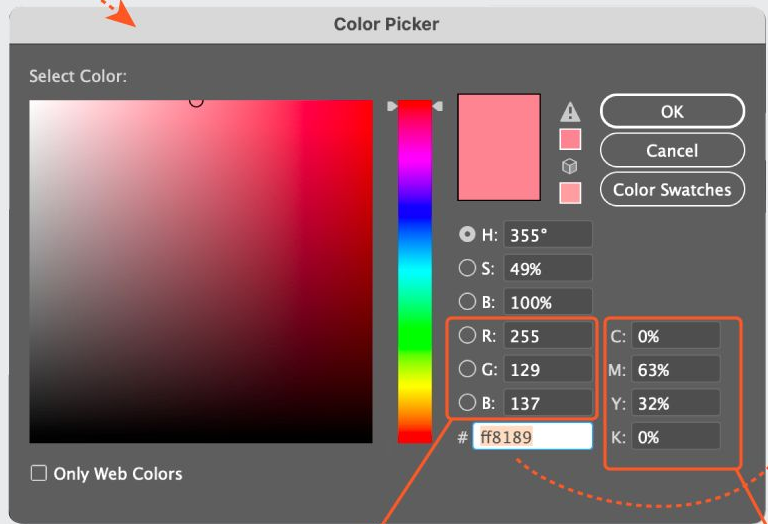 Color Picker
Select Color:
OK
Cancel
Color Swatches
H: 355°
S: 49%
B: 100%
R: 255
G: 129
B: 137
# ff8189
C: 0%
M: 63%
Y: 32%
K: 0%
Only Web Colors